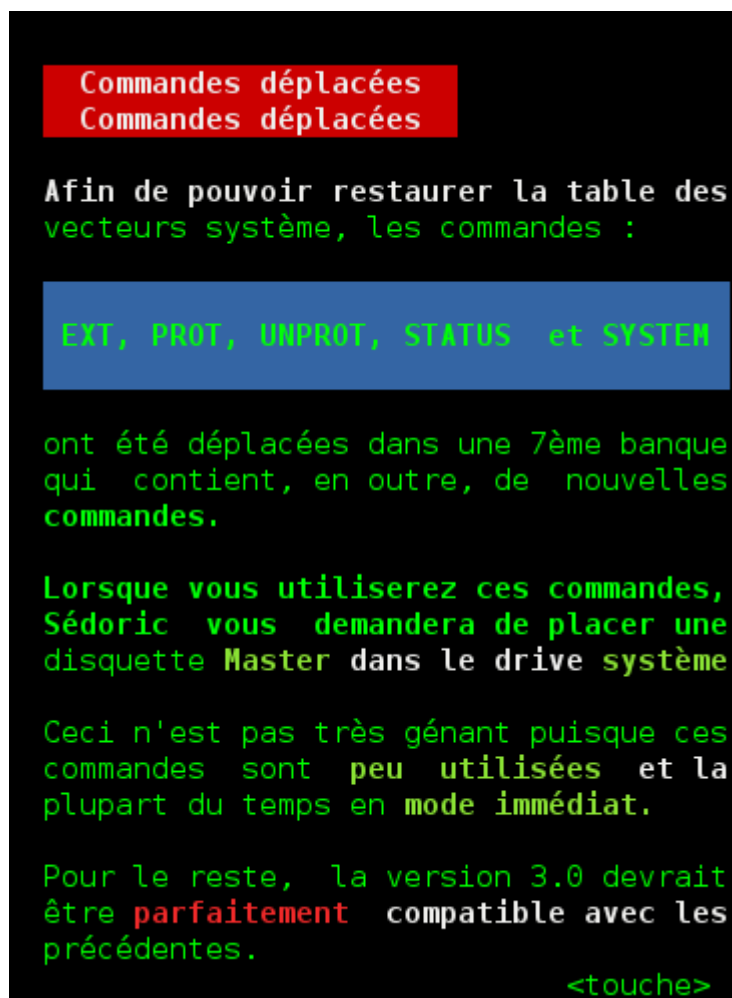 Commandes déplacées
Commandes déplacées
Afin de pouvoir restaurer la table des
vecteurs système, les commandes :
EXT, PROT, UNPROT, STATUS et SYSTEM
ont été déplacées dans une 7ème banque
qui contient, en outre, de nouvelles
commandes.
Lorsque vous utiliserez ces commandes,
Sédoric vous demandera de placer une
disquette Master dans le drive système
Ceci n'est pas très génant puisque ces
commandes sont peu utilisées et la
plupart du temps en mode immédiat.
Pour le reste, la version 3.0 devrait
être parfaitement compatible avec les
précédentes.
<touche>